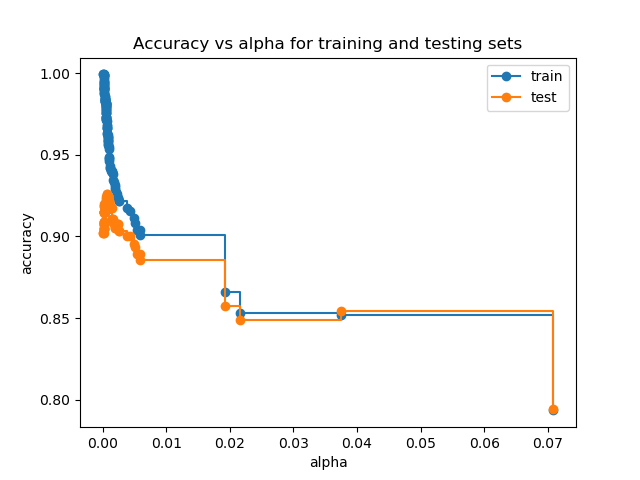 Accuracy vs alpha for training and testing sets
train
test
1.00
0.95
0.90
0.85
0.80
accuracy
0.00
0.01
0.02
0.03
0.04
0.05
0.06
0.07
alpha